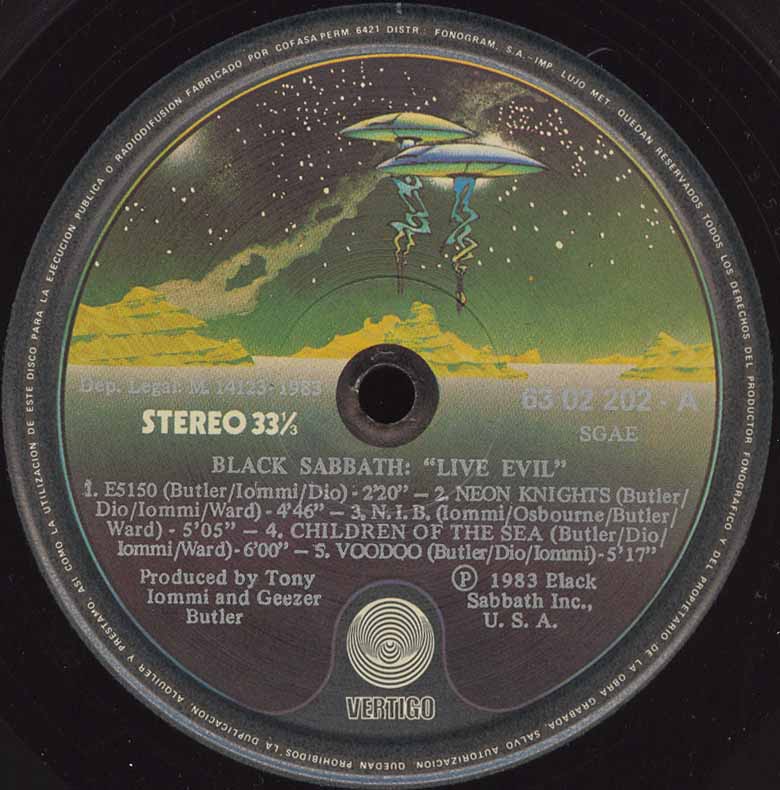 FABRICADO POR COFASA. PERM 6421 DISTR: FONOGRAM, S.A.-IMP. LUJO MET.- QUEDAN RESERVADOS TODOS LOS DERECHOS DEL PRODUCTOR FONOGRAFICO Y DEL PROPIETARIO DE LA OBRA GRABADA. SALVO AUTORIZACION, QUEDAN PROHIBIDOS LA DUPLICACION, ALQUILER Y PRESTAMO, ASI COMO LA UTILIZACION DE ESTE DISCO PARA LA EJECUCION PUBLICA O RADIODIFUSION
Dep. Legal: M. 14123-1983
63 02 202 - A
STEREO 33⅓
SGAE
BLACK SABBATH: “LIVE EVIL”
1. E5150 (Butler/Iommi/Dio) - 2'20” — 2. NEON KNIGHTS (Butler/
Dio/Iommi/Ward) - 4'46” — 3. N.I.B. (Iommi/Osbourne/Butler/
Ward) - 5'05” — 4. CHILDREN OF THE SEA (Butler/Dio/
Iommi/Ward) - 6'00” — 5. VOODOO (Butler/Dio/Iommi) - 5'17”
Produced by Tony
Iommi and Geezer
Butler
Ⓟ 1983 Black
Sabbath Inc.,
U. S. A.
VERTIGO